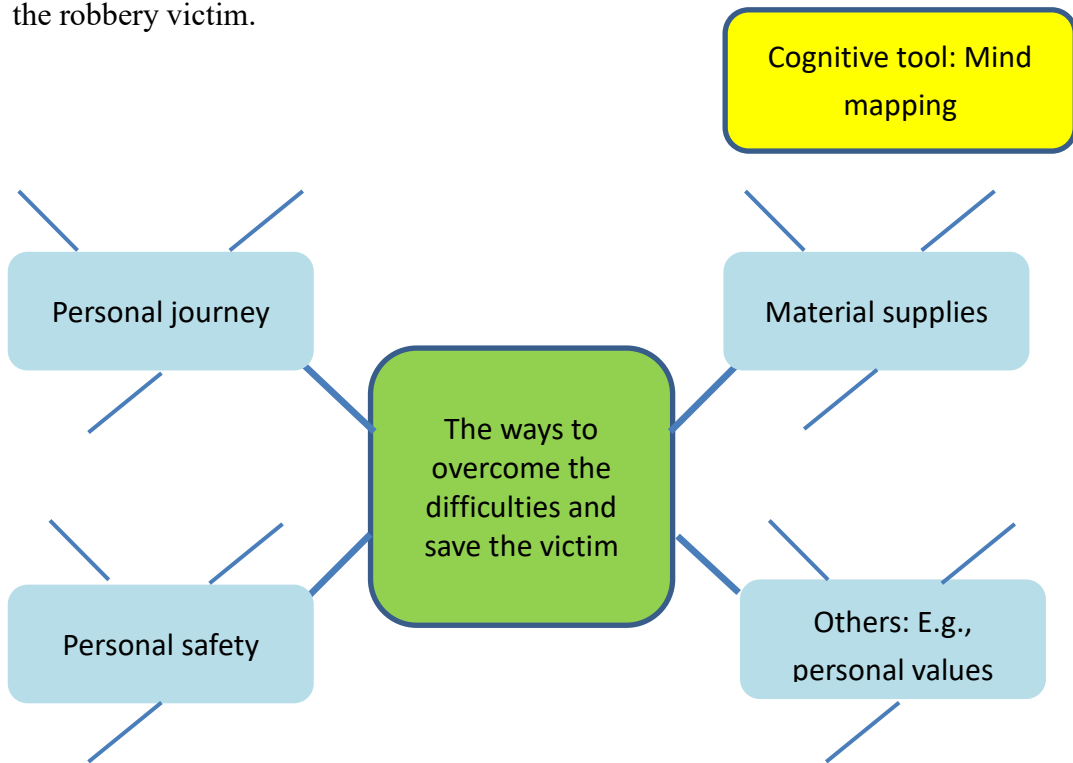 the robbery victim.
Cognitive tool: Mind
mapping
Personal journey
Material supplies
The ways to
overcome the
difficulties and
save the victim
Personal safety
Others: E.g.,
personal values